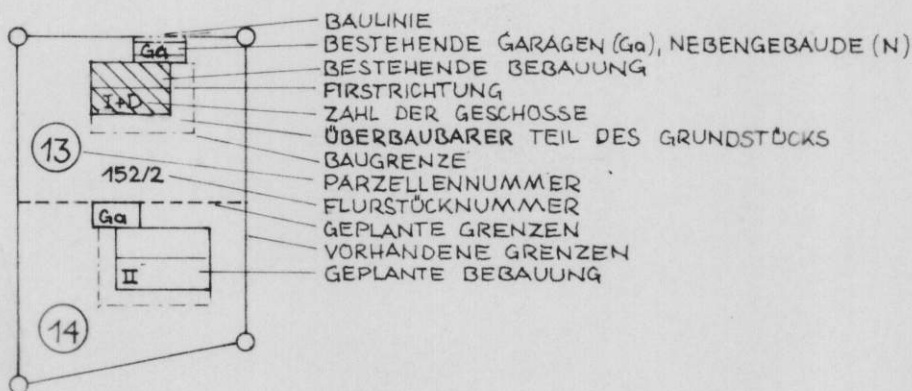 BAULINIE
BESTEHENDE GARAGEN (Ga), NEBENGEBÄUDE (N)
BESTEHENDE BEBAUUNG
FIRSTRICHTUNG
ZAHL DER GESCHOSSE
ÜBERBAUBARER TEIL DES GRUNDSTÜCKS
BAUGRENZE
PARZELLENNUMMER
FLURSTÜCKNUMMER
GEPLANTE GRENZEN
VORHANDENE GRENZEN
GEPLANTE BEBAUUNG
Ga
I+D
13
152/2
Ga
II
14